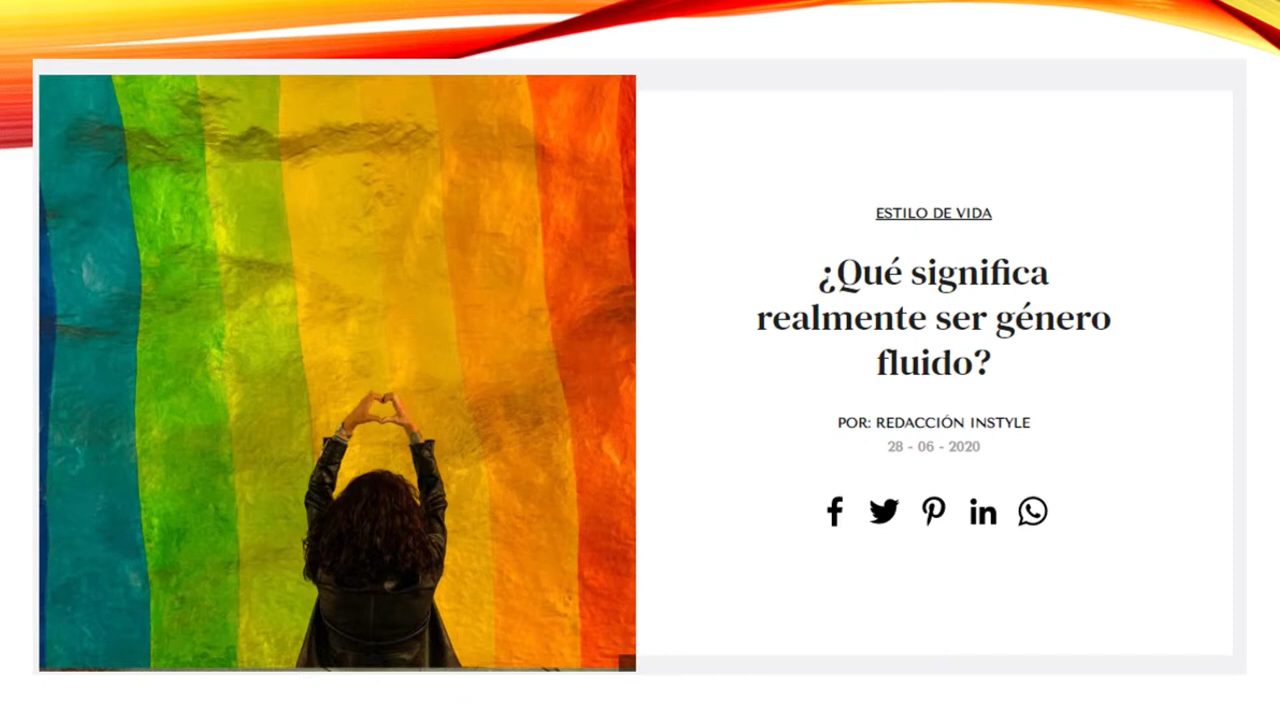 ESTILO DE VIDA
¿Qué significa
realmente ser género
fluido?
POR: REDACCIÓN INSTYLE
28 - 06 - 2020